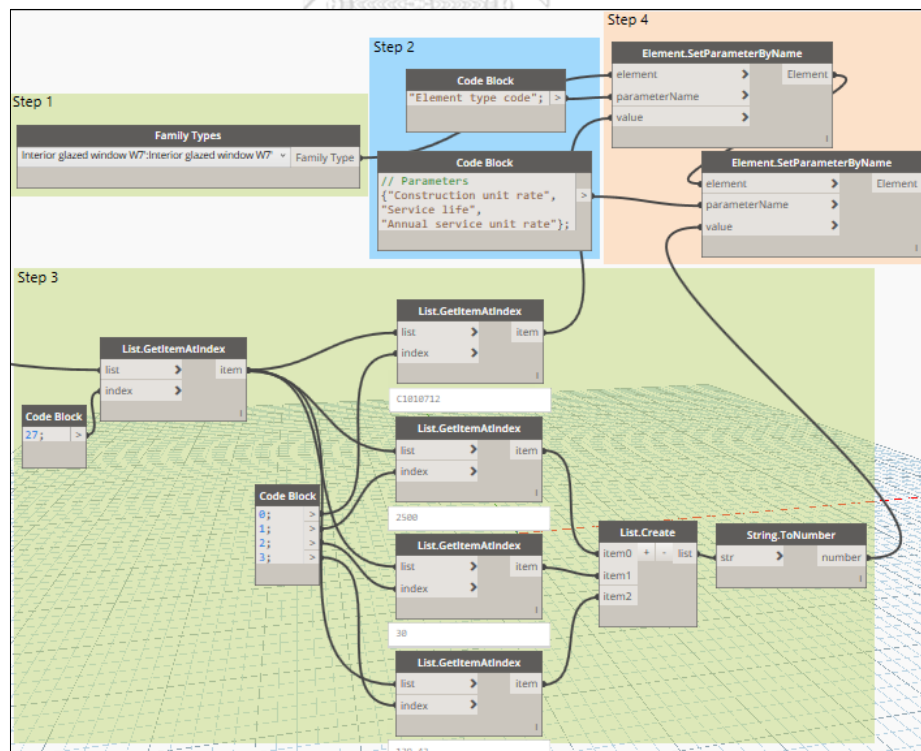 Step 1
Family Types
Interior glazed window W7':Interior glazed window W7'
Family Type
Step 2
Code Block
"Element type code";
>
Code Block
// Parameters
{"Construction unit rate",
"Service life",
"Annual service unit rate"};
>
Step 4
Element.SetParameterByName
element > Element
parameterName >
value >
Element.SetParameterByName
element > Element
parameterName >
value >
Step 3
List.GetItemAtIndex
list > item
index >
Code Block
27; >
List.GetItemAtIndex
list > item
index >
C1010712
List.GetItemAtIndex
list > item
index >
2500
Code Block
0; >
1; >
2; >
3; >
List.GetItemAtIndex
list > item
index >
30
List.GetItemAtIndex
list > item
index >
List.Create
item0 + - list
item1
item2
String.ToNumber
str > number